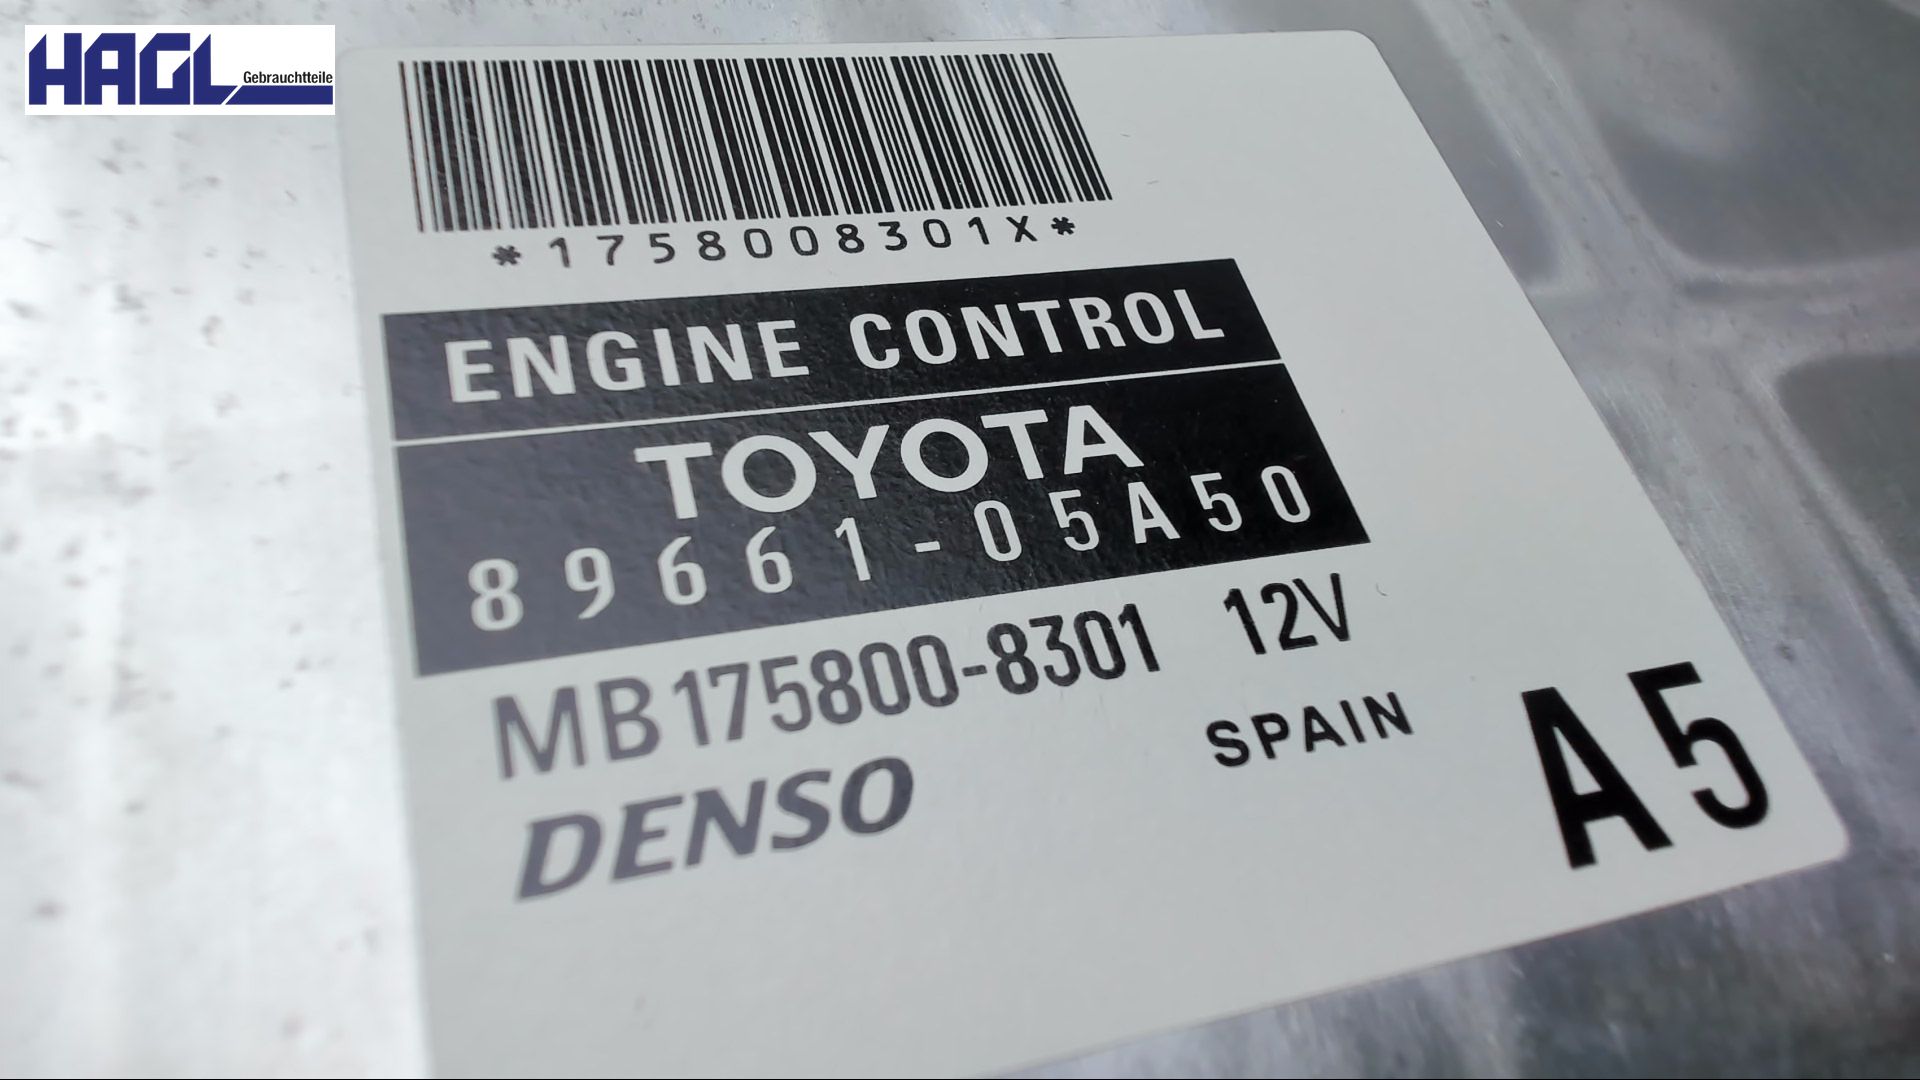 HAGL
Gebrauchtteile
*1758008301X*
ENGINE CONTROL
TOYOTA
89661-05A50
MB175800-8301 12V
DENSO
SPAIN
A5